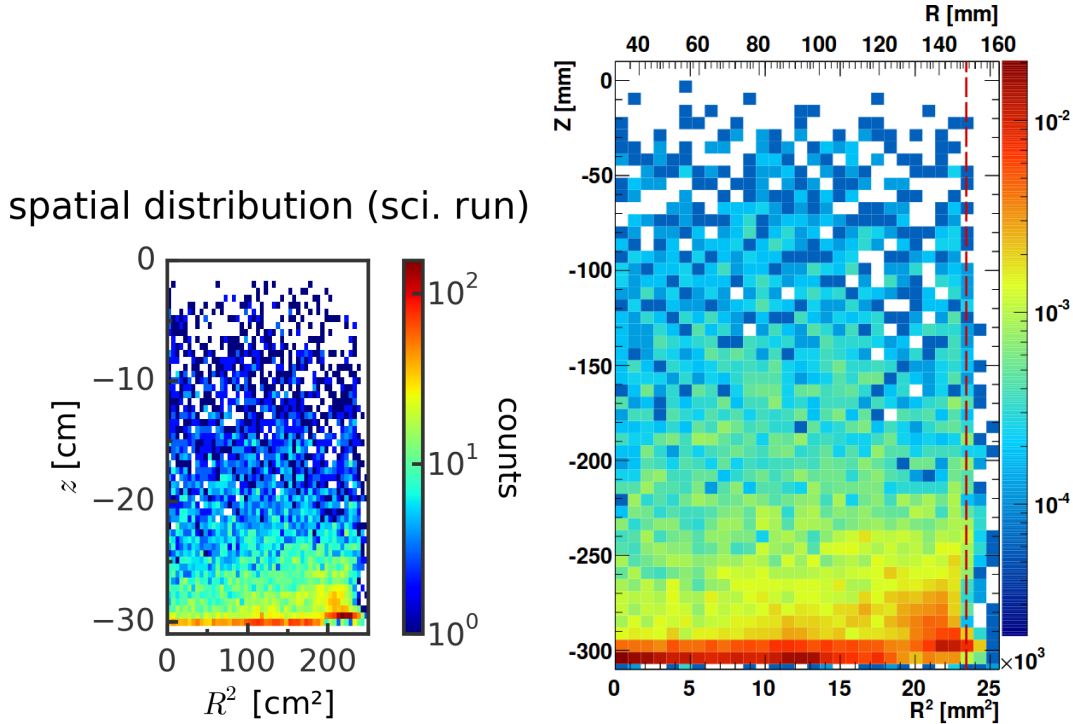 spatial distribution (sci. run)
0
−10
−20
−30
z [cm]
0 100 200
R² [cm²]
10²
10¹
10⁰
counts
R [mm]
40 60 80 100 120 140 160
Z [mm]
0
-50
-100
-150
-200
-250
-300
0 5 10 15 20 25
×10³
R² [mm²]
10⁻²
10⁻³
10⁻⁴